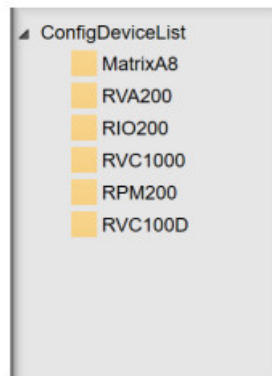 ConfigDeviceList
MatrixA8
RVA200
RIO200
RVC1000
RPM200
RVC100D